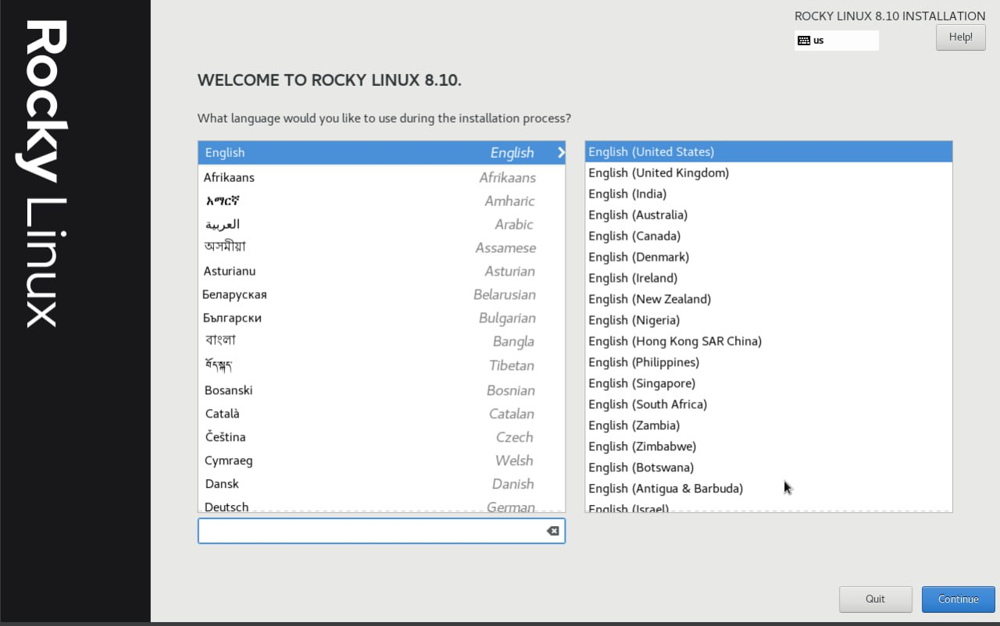 Rocky Linux
ROCKY LINUX 8.10 INSTALLATION
us
Help!
WELCOME TO ROCKY LINUX 8.10.
What language would you like to use during the installation process?
English English
Afrikaans Afrikaans
አማርኛ Amharic
العربية Arabic
অসমীয়া Assamese
Asturianu Asturian
Беларуская Belarusian
Български Bulgarian
বাংলা Bangla
བོད་སྐད་ Tibetan
Bosanski Bosnian
Català Catalan
Čeština Czech
Cymraeg Welsh
Dansk Danish
Deutsch German
English (United States)
English (United Kingdom)
English (India)
English (Australia)
English (Canada)
English (Denmark)
English (Ireland)
English (New Zealand)
English (Nigeria)
English (Hong Kong SAR China)
English (Philippines)
English (Singapore)
English (South Africa)
English (Zambia)
English (Zimbabwe)
English (Botswana)
English (Antigua & Barbuda)
English (Israel)
Quit
Continue